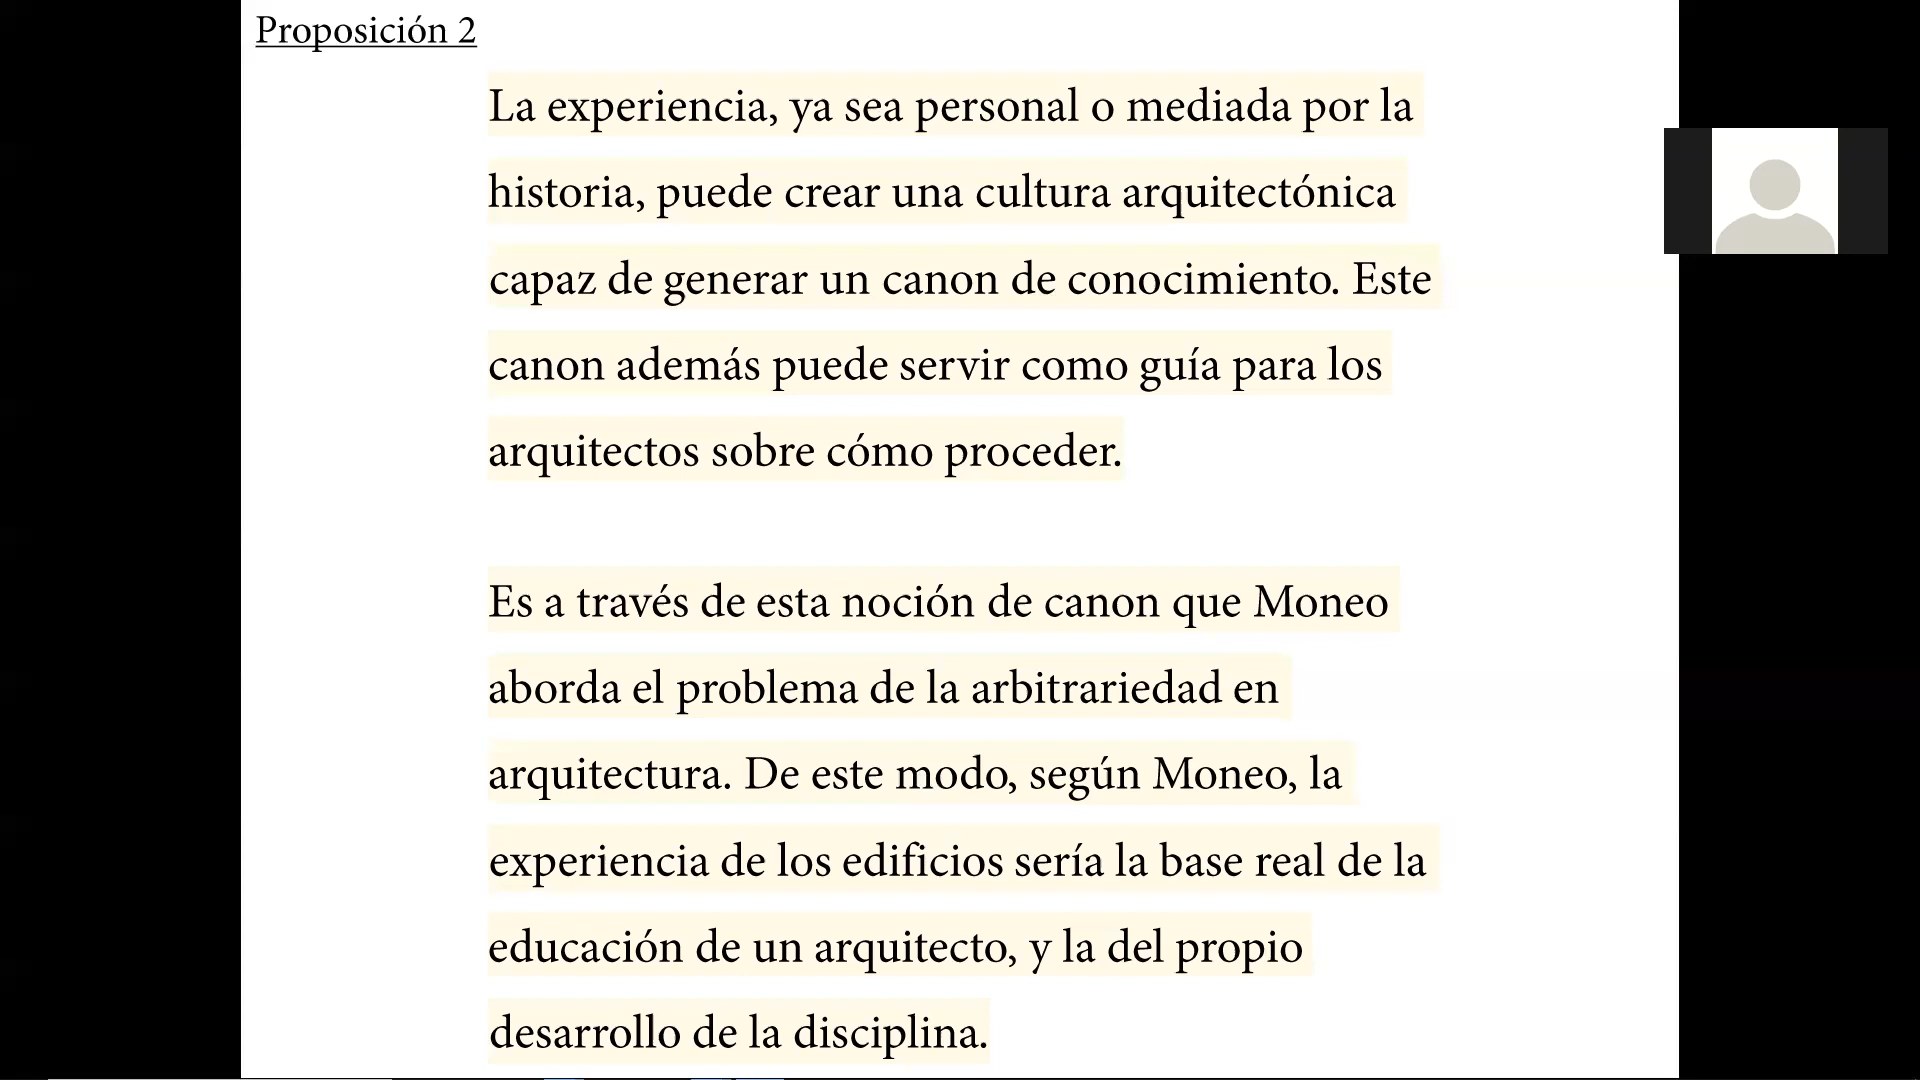 Proposición 2
La experiencia, ya sea personal o mediada por la
historia, puede crear una cultura arquitectónica
capaz de generar un canon de conocimiento. Este
canon además puede servir como guía para los
arquitectos sobre cómo proceder.
Es a través de esta noción de canon que Moneo
aborda el problema de la arbitrariedad en
arquitectura. De este modo, según Moneo, la
experiencia de los edificios sería la base real de la
educación de un arquitecto, y la del propio
desarrollo de la disciplina.